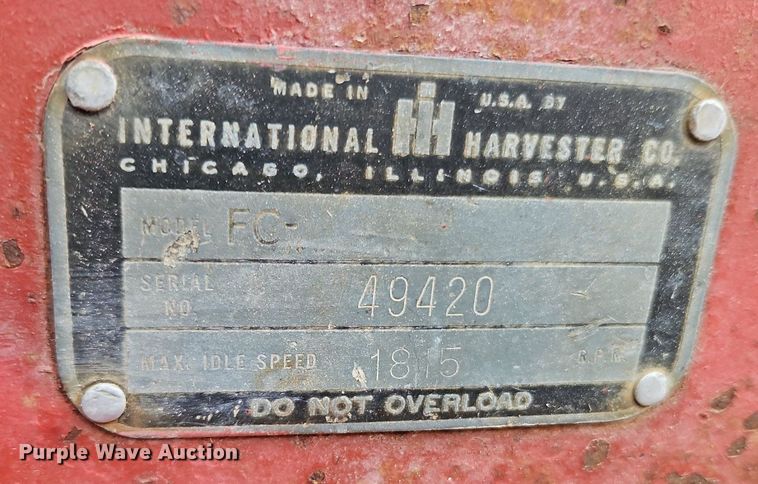 MADE IN IH U.S.A. BY
INTERNATIONAL HARVESTER CO.
CHICAGO, ILLINOIS U.S.A.
MODEL FC-
SERIAL NO. 49420
MAX. IDLE SPEED 1815 R.P.M.
DO NOT OVERLOAD
Purple Wave Auction